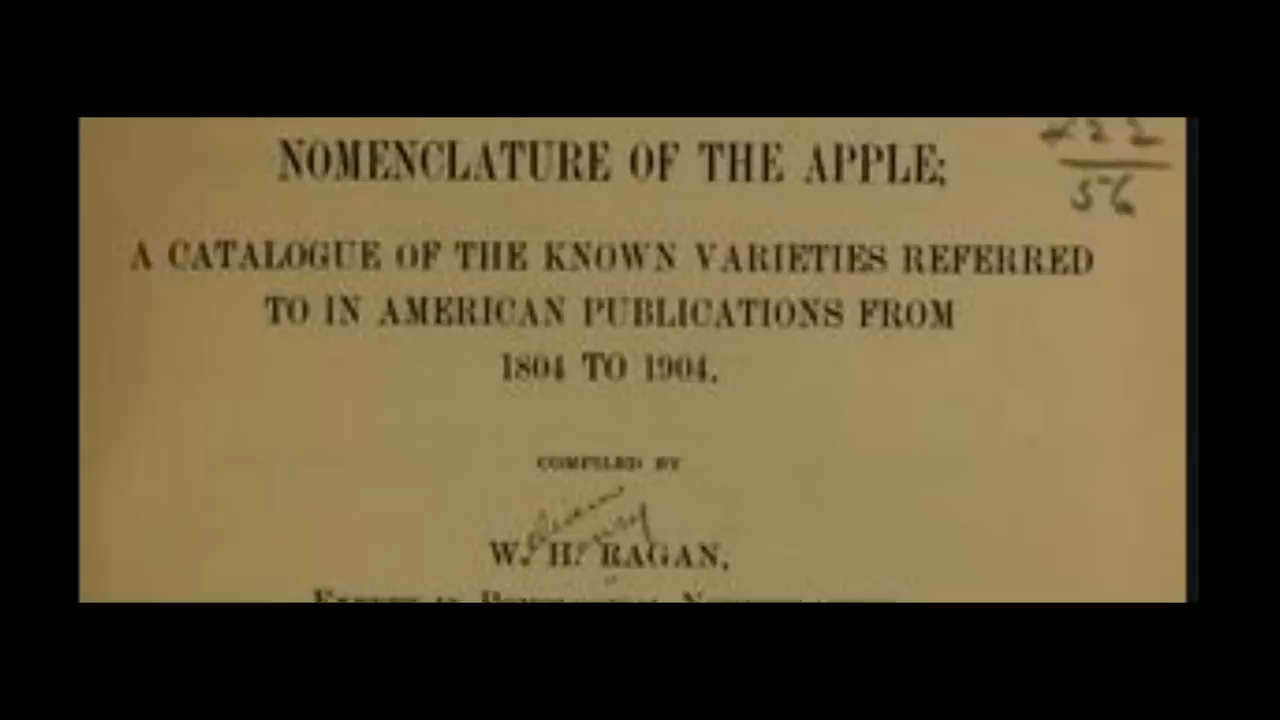 NOMENCLATURE OF THE APPLE;
56
A CATALOGUE OF THE KNOWN VARIETIES REFERRED
TO IN AMERICAN PUBLICATIONS FROM
1804 TO 1904.
COMPILED BY
W. H. RAGAN,